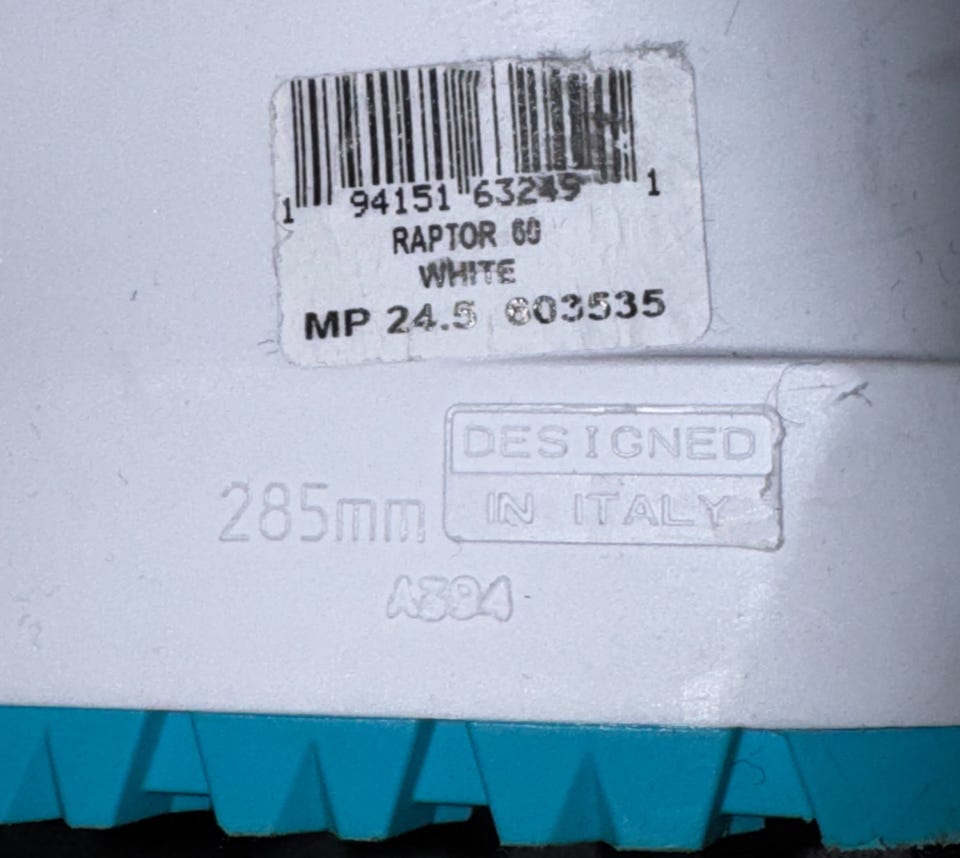 1 94151 63249 1
RAPTOR 60
WHITE
MP 24.5 603535
DESIGNED
285mm IN ITALY
A394